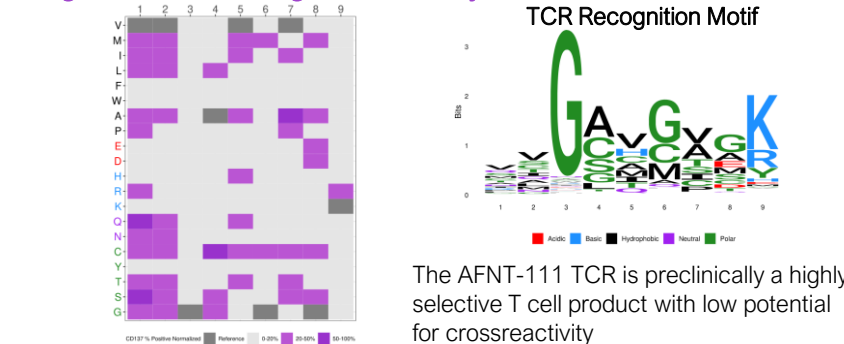 1 2 3 4 5 6 7 8 9
V
M
I
L
F
W
A
P
E
D
H
R
K
Q
N
C
Y
T
S
G
CD137 % Positive Normalized Reference 0-20% 20-50% 50-100%
TCR Recognition Motif
Bits
3
2
1
0
1 2 3 4 5 6 7 8 9
Acidic Basic Hydrophobic Neutral Polar
The AFNT-111 TCR is preclinically a highly
selective T cell product with low potential
for crossreactivity